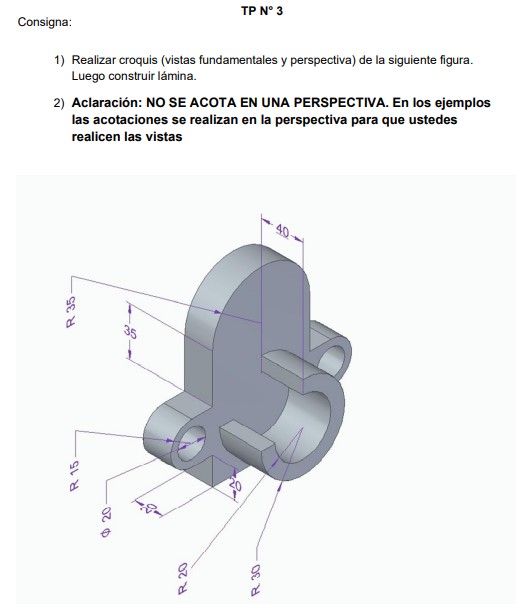 TP N° 3
Consigna:
1) Realizar croquis (vistas fundamentales y perspectiva) de la siguiente figura.
Luego construir lámina.
2) Aclaración: NO SE ACOTA EN UNA PERSPECTIVA. En los ejemplos
las acotaciones se realizan en la perspectiva para que ustedes
realicen las vistas
40
R 35
35
R 15
Φ 20
20
20
R 20
R 30